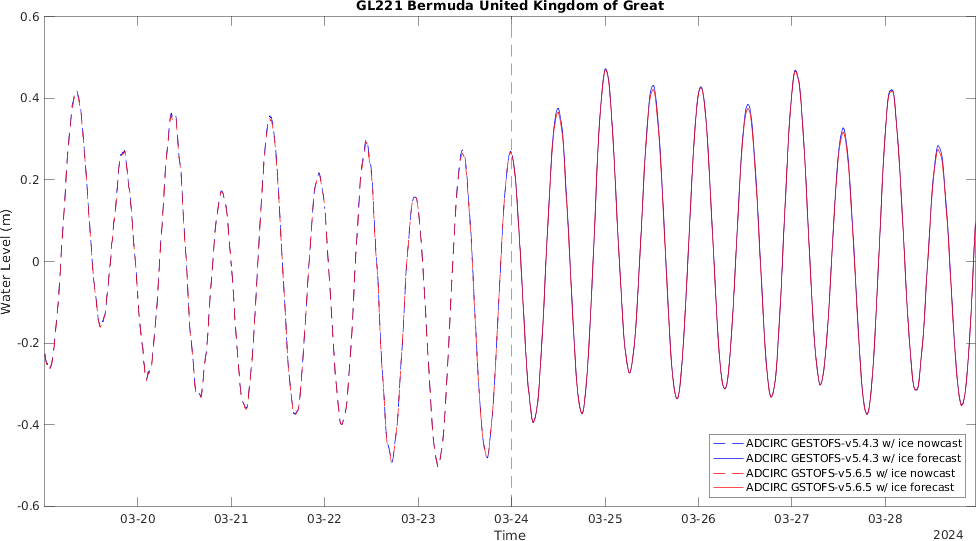 GL221 Bermuda United Kingdom of Great
0.6
0.4
0.2
0
-0.2
-0.4
-0.6
Water Level (m)
03-20 03-21 03-22 03-23 03-24 03-25 03-26 03-27 03-28
Time
2024
ADCIRC GESTOFS-v5.4.3 w/ ice nowcast
ADCIRC GESTOFS-v5.4.3 w/ ice forecast
ADCIRC GSTOFS-v5.6.5 w/ ice nowcast
ADCIRC GSTOFS-v5.6.5 w/ ice forecast